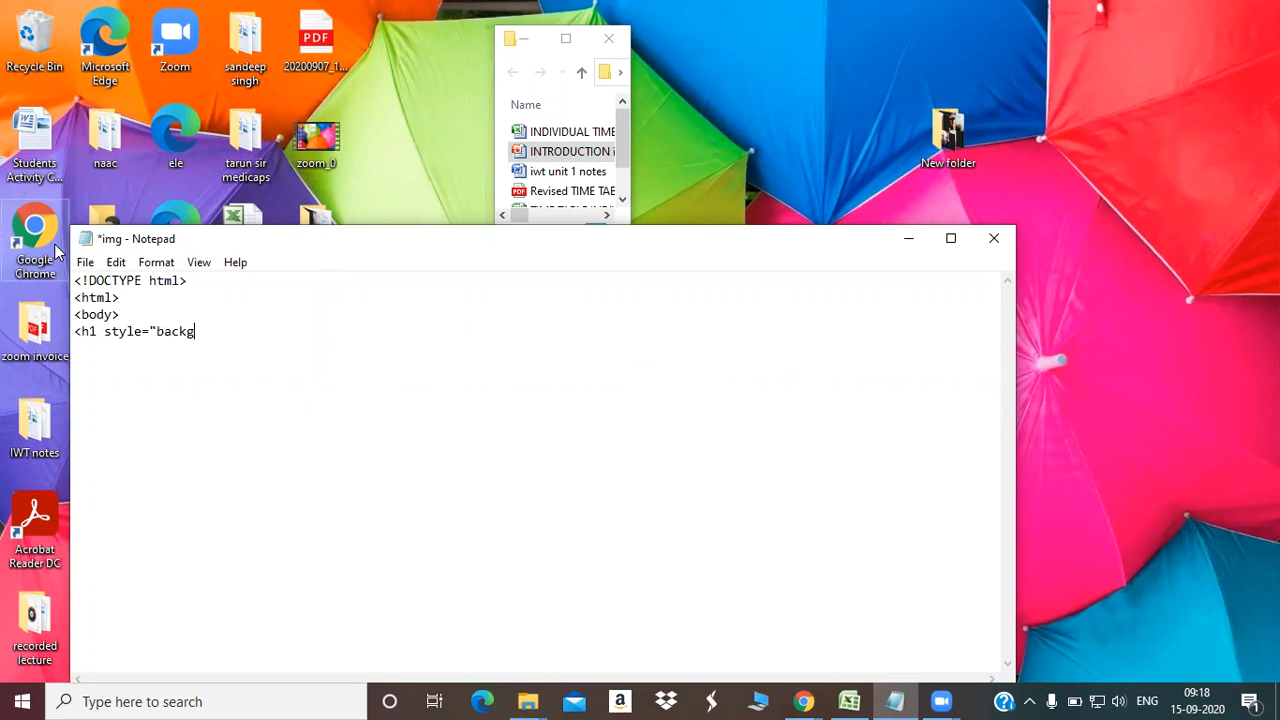 Recycle Bin
Microsoft
Edge
Zoom
sandeep
singh
PDF
20200907_1...
Students
Activity C...
naac
ele
tarun sir
medicaps
zoom_0
Name
INDIVIDUAL TIME
INTRODUCTION i
iwt unit 1 notes
PDF
Revised TIME TAB
New folder
Google
Chrome
zoom invoice
IWT notes
Acrobat
Reader DC
recorded
lecture
*img - Notepad
File Edit Format View Help
<!DOCTYPE html>
<html>
<body>
<h1 style="backg
Type here to search
ENG
09:18
15-09-2020
1